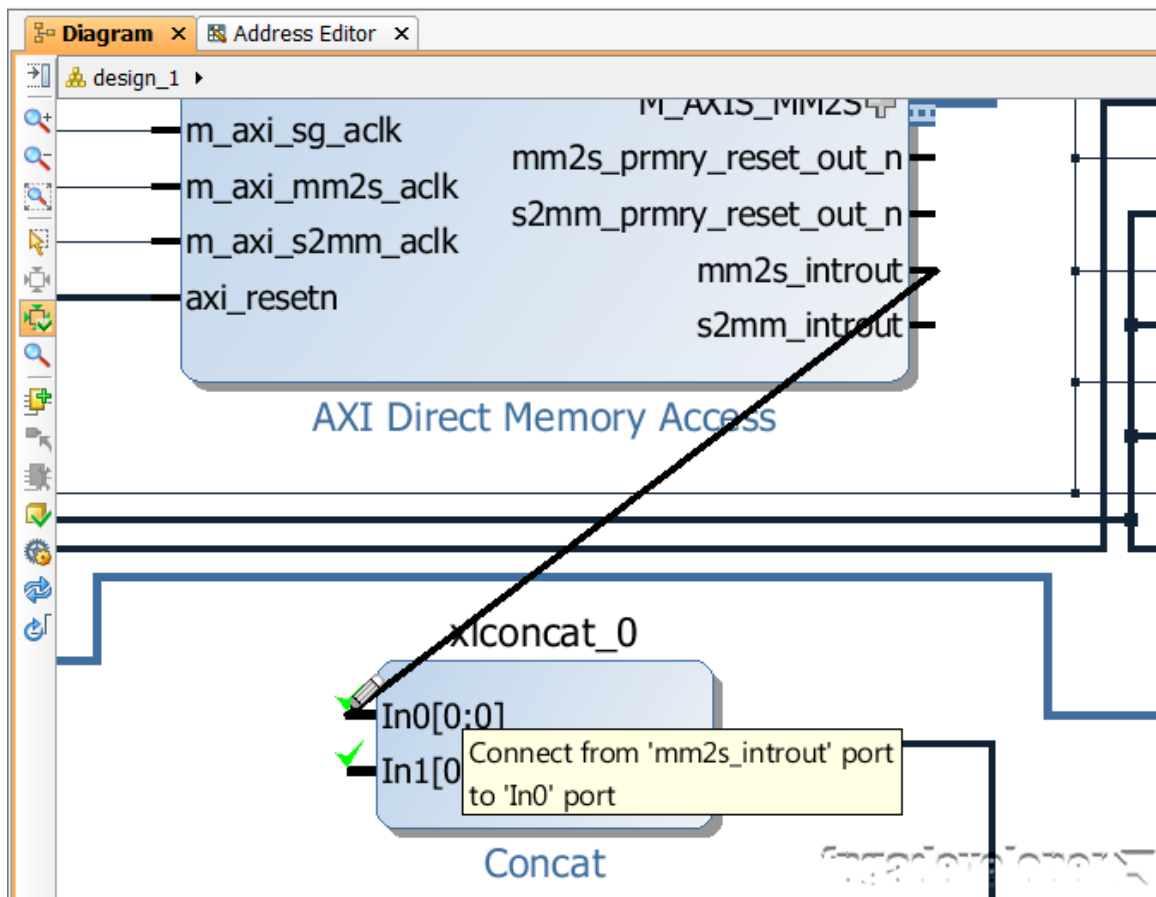 Diagram
Address Editor
design_1
M_AXIS_MM2S
m_axi_sg_aclk
mm2s_prmry_reset_out_n
m_axi_mm2s_aclk
s2mm_prmry_reset_out_n
m_axi_s2mm_aclk
mm2s_introut
axi_resetn
s2mm_introut
AXI Direct Memory Access
xlconcat_0
In0[0:0]
Connect from 'mm2s_introut' port
In1[0
to 'In0' port
Concat